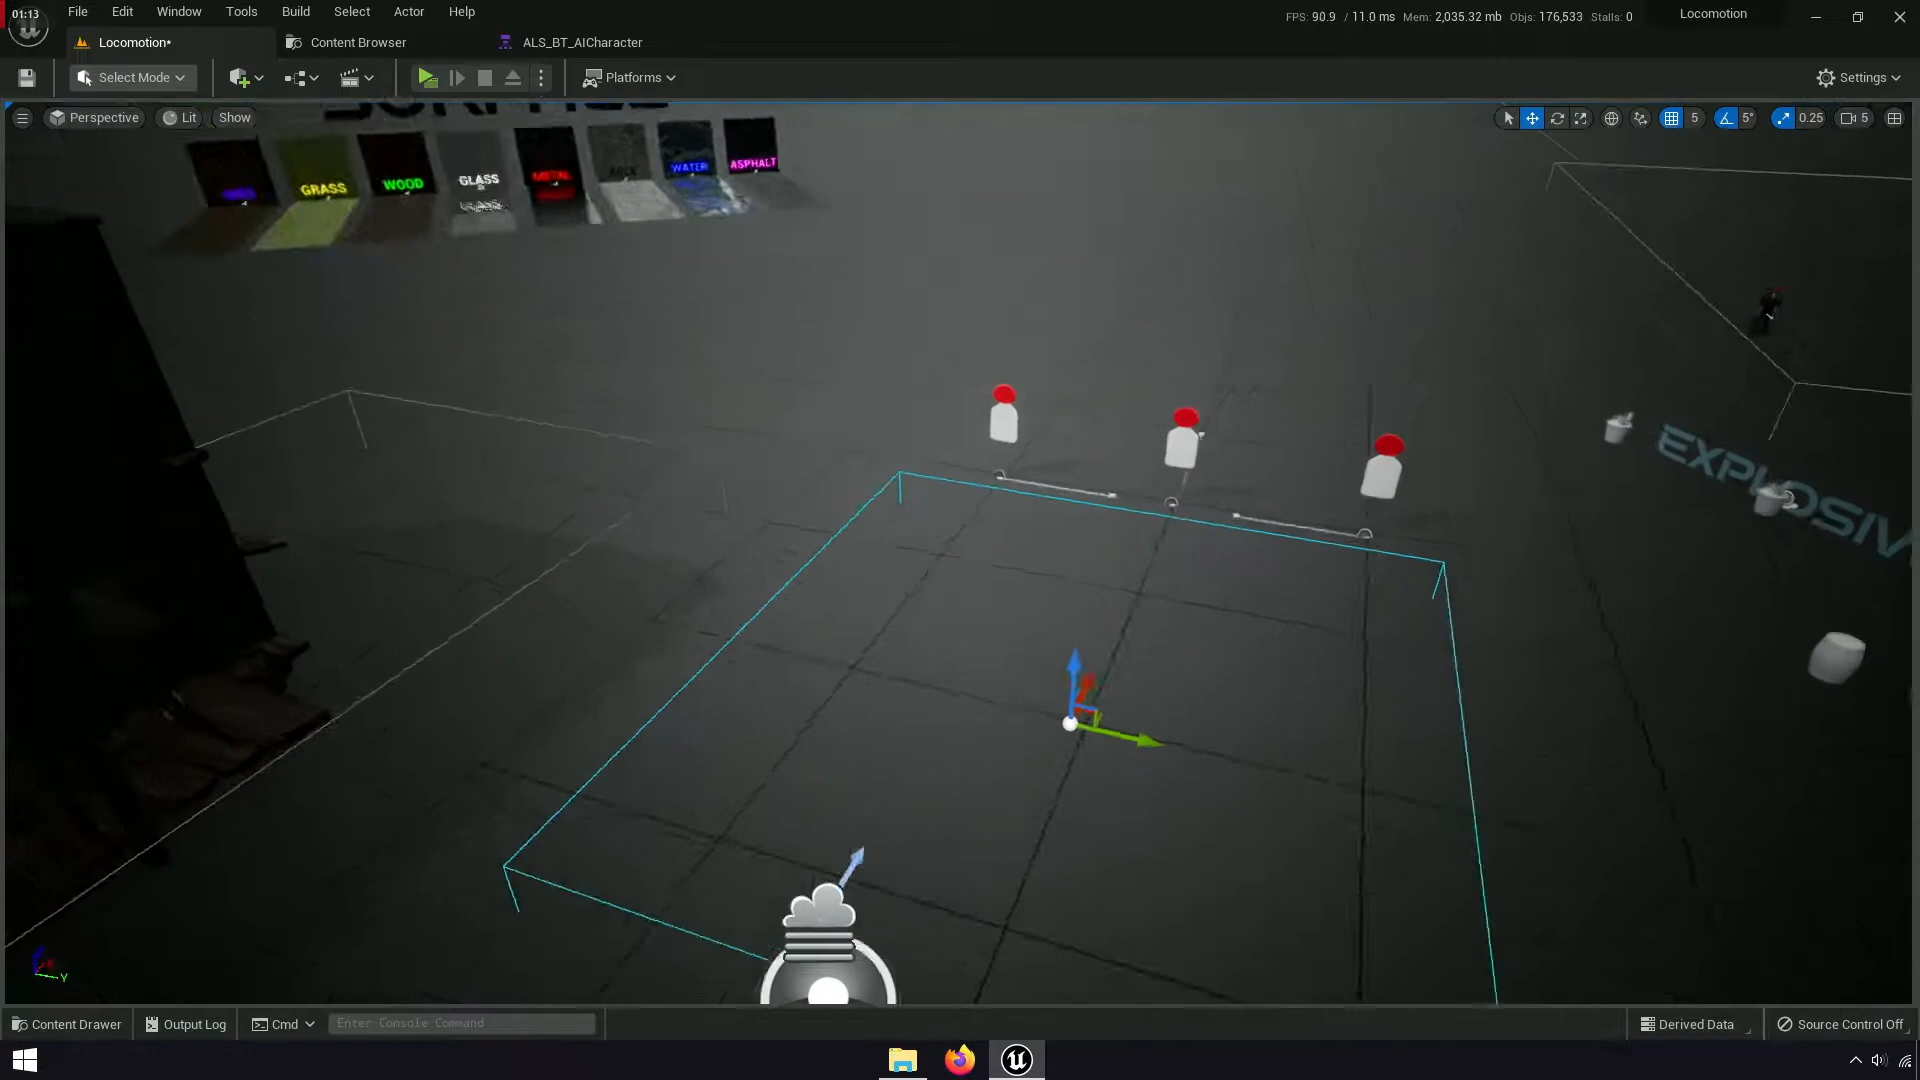 01:13
File Edit Window Tools Build Select Actor Help
FPS: 90.9 / 11.0 ms Mem: 2,035.32 mb Objs: 176,533 Stalls: 0
Locomotion
Locomotion* Content Browser ALS_BT_AICharacter
Select Mode Platforms Settings
Perspective Lit Show 5 5° 0.25 5
GRASS WOOD GLASS METAL WATER ASPHALT
EXPLOSIV
Y
Content Drawer Output Log Cmd Enter Console Command Derived Data Source Control Off